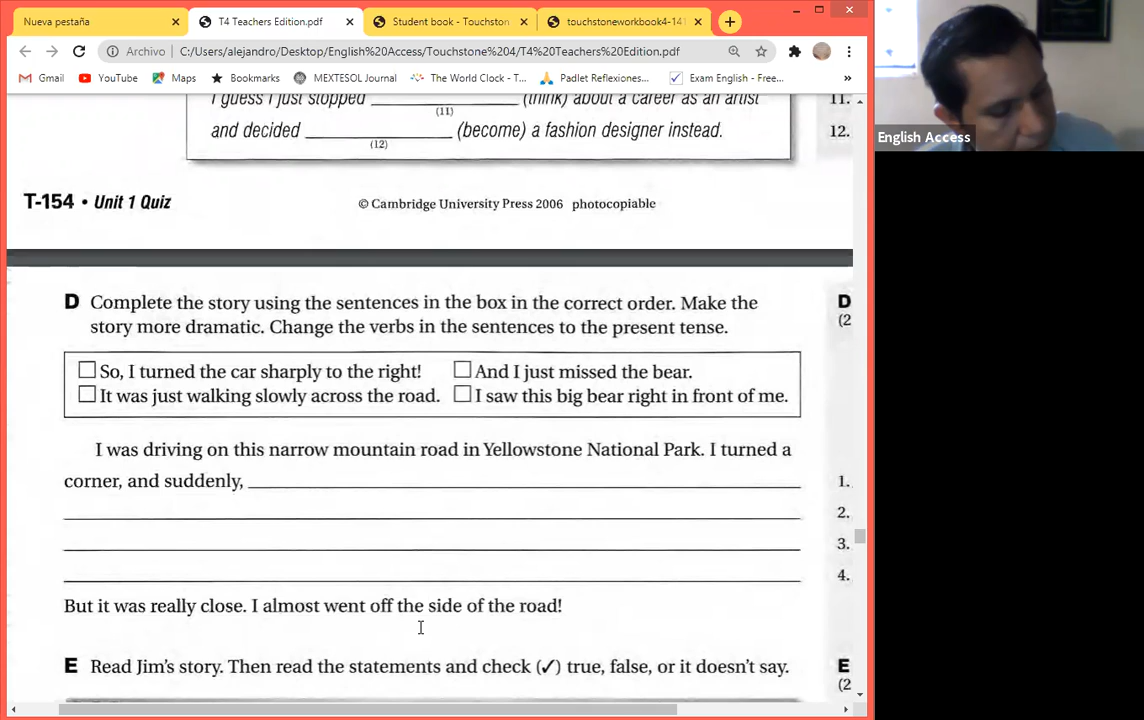 Nueva pestaña
T4 Teachers Edition.pdf
Student book - Touchston
touchstoneworkbook4-14
Archivo
C:/Users/alejandro/Desktop/English%20Access/Touchstone%204/T4%20Teachers%20Edition.pdf
Gmail
YouTube
Maps
Bookmarks
MEXTESOL Journal
The World Clock - T...
Padlet Reflexiones...
Exam English - Free...
»
I guess I just stopped ____ (think) about a career as an artist
11.
(11)
and decided ____ (become) a fashion designer instead.
12.
(12)
English Access
T-154 • Unit 1 Quiz
© Cambridge University Press 2006 photocopiable
D Complete the story using the sentences in the box in the correct order. Make the
story more dramatic. Change the verbs in the sentences to the present tense.
D
(2
So, I turned the car sharply to the right!
And I just missed the bear.
It was just walking slowly across the road.
I saw this big bear right in front of me.
I was driving on this narrow mountain road in Yellowstone National Park. I turned a
corner, and suddenly,
1.
2.
3.
4.
But it was really close. I almost went off the side of the road!
E Read Jim's story. Then read the statements and check (✓) true, false, or it doesn't say.
E
(2